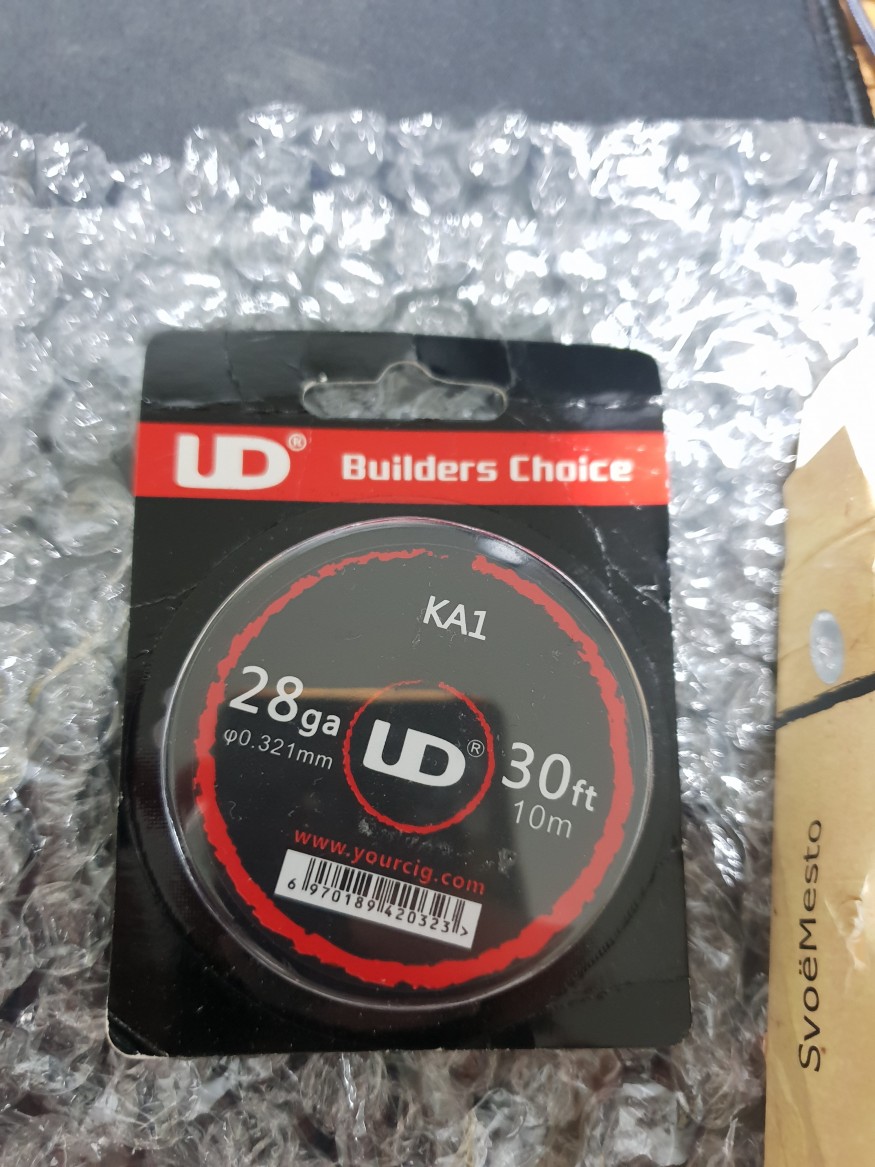 UD® Builders Choice
KA1
28ga
φ0.321mm
UD®
30ft
10m
www.yourcig.com
6 970189 420323 >
SvoëMesto